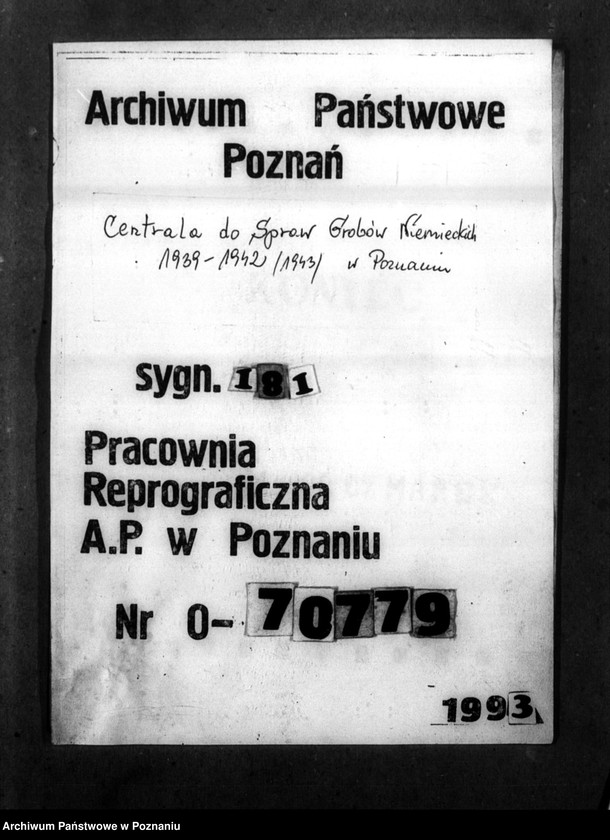 Archiwum Państwowe
Poznań
Centrala do Spraw Grobów Niemieckich
1939-1942 /1943/ w Poznaniu
sygn. 181
Pracownia
Reprograficzna
A.P. w Poznaniu
Nr O-70779
1993
Archiwum Państwowe w Poznaniu